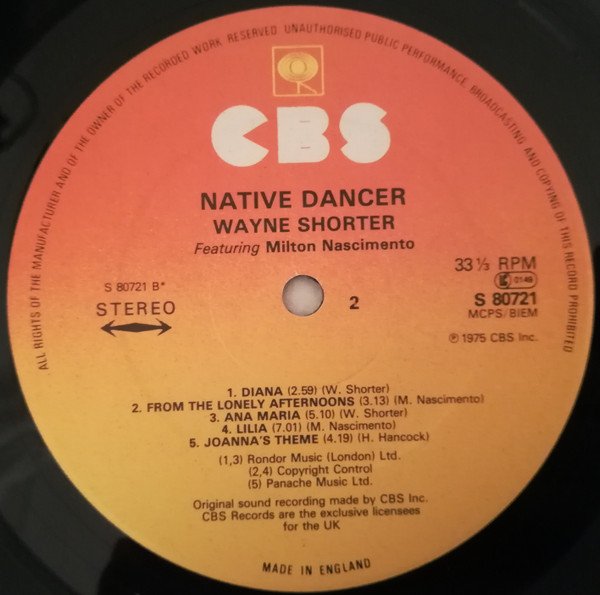 ALL RIGHTS OF THE MANUFACTURER AND OF THE OWNER OF THE RECORDED WORK RESERVED. UNAUTHORISED PUBLIC PERFORMANCE, BROADCASTING AND COPYING OF THIS RECORD PROHIBITED
CBS
NATIVE DANCER
WAYNE SHORTER
Featuring Milton Nascimento
S 80721 B*
STEREO
2
33 ⅓ RPM
0149
S 80721
MCPS/BIEM
℗ 1975 CBS Inc.
1. DIANA (2.59) (W. Shorter)
2. FROM THE LONELY AFTERNOONS (3.13) (M. Nascimento)
3. ANA MARIA (5.10) (W. Shorter)
4. LILIA (7.01) (M. Nascimento)
5. JOANNA'S THEME (4.19) (H. Hancock)
(1,3) Rondor Music (London) Ltd.
(2,4) Copyright Control
(5) Panache Music Ltd.
Original sound recording made by CBS Inc.
CBS Records are the exclusive licensees
for the UK
MADE IN ENGLAND